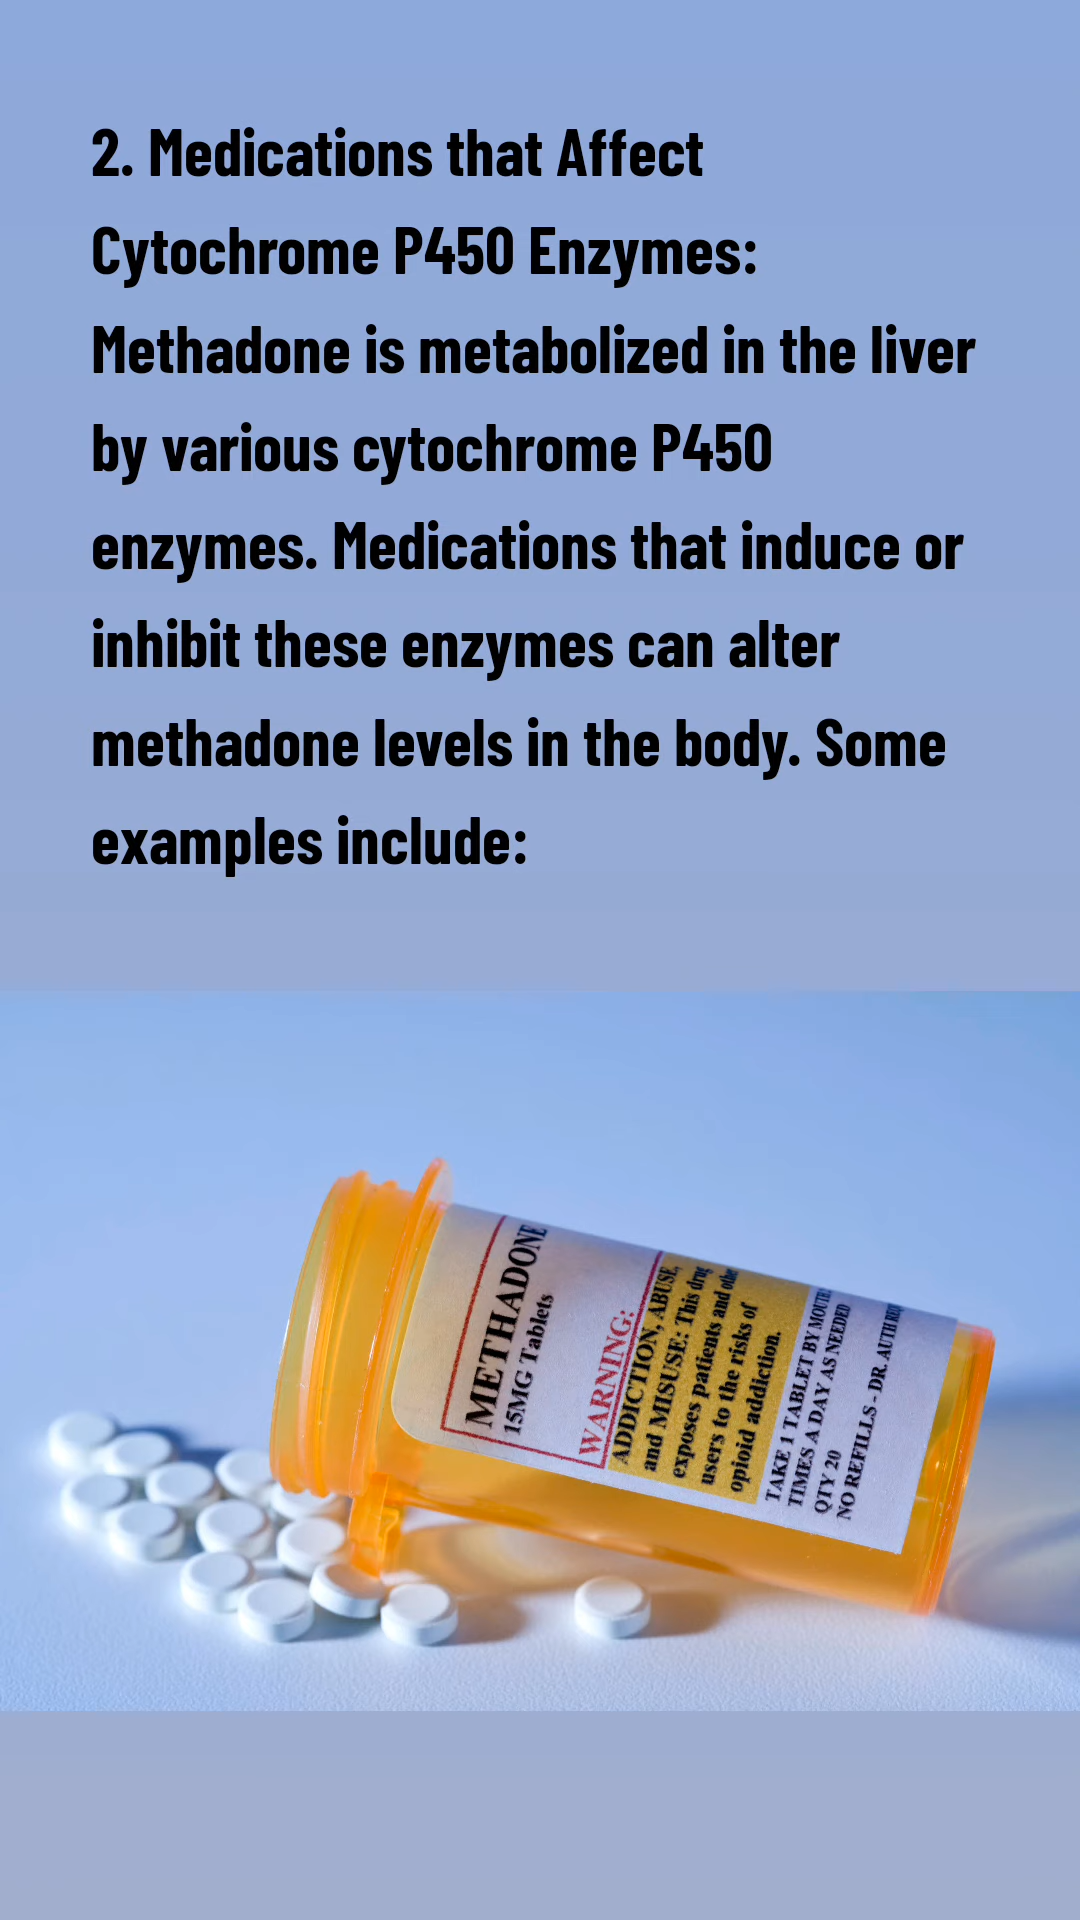 2. Medications that Affect
Cytochrome P450 Enzymes:
Methadone is metabolized in the liver
by various cytochrome P450
enzymes. Medications that induce or
inhibit these enzymes can alter
methadone levels in the body. Some
examples include:
METHADONE
15MG Tablets
WARNING:
ADDICTION, ABUSE,
and MISUSE: This drug
exposes patients and other
users to the risks of
opioid addiction.
TAKE 1 TABLET BY MOUTH
TIMES A DAY AS NEEDED
QTY 20
NO REFILLS - DR. AUTH